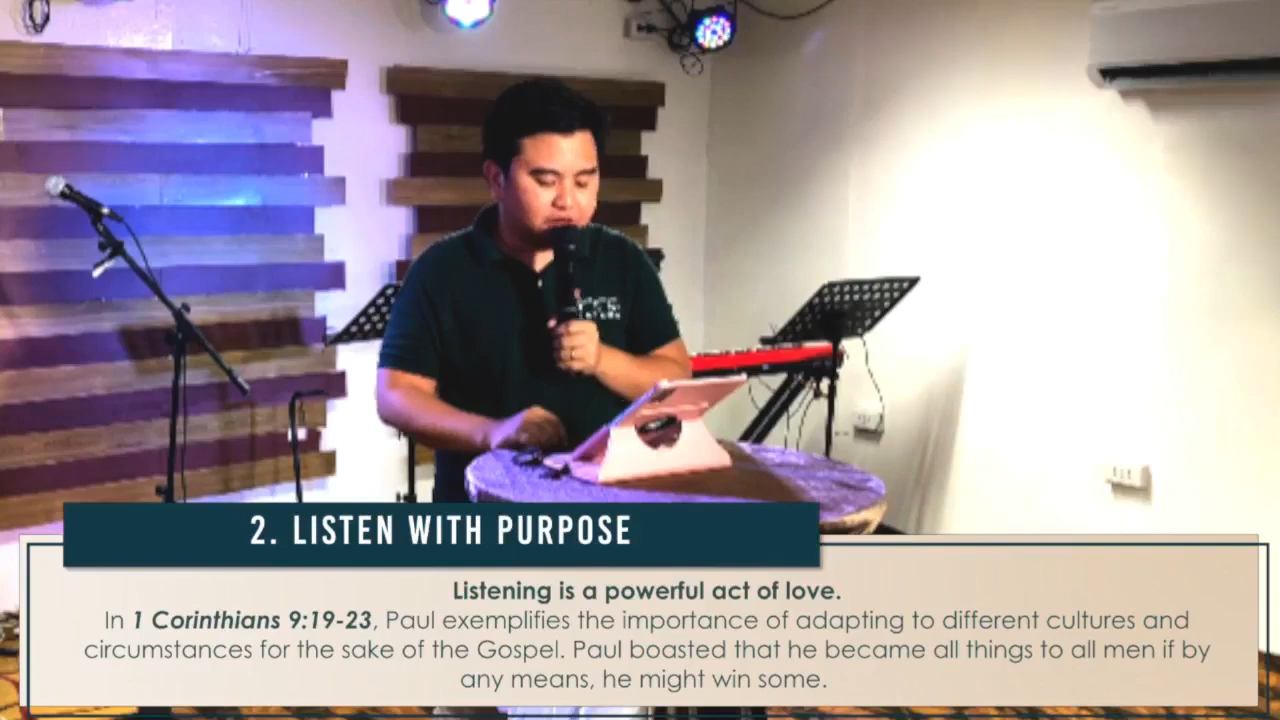 2. LISTEN WITH PURPOSE
Listening is a powerful act of love.
In 1 Corinthians 9:19-23, Paul exemplifies the importance of adapting to different cultures and
circumstances for the sake of the Gospel. Paul boasted that he became all things to all men if by
any means, he might win some.